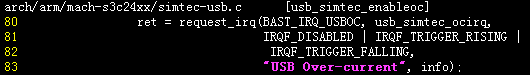 arch/arm/mach-s3c24xx/simtec-usb.c [usb_simtec_enableoc]
80 ret = request_irq(BAST_IRQ_USBOC, usb_simtec_ocirq,
81 IRQF_DISABLED | IRQF_TRIGGER_RISING |
82 IRQF_TRIGGER_FALLING,
83 "USB Over-current", info);